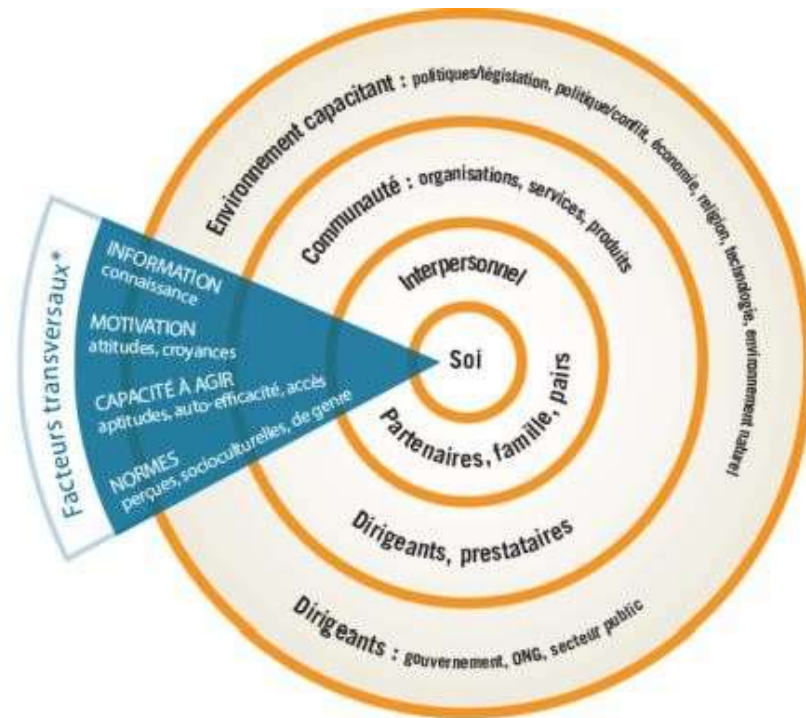 Environnement capacitant : politiques/législation, politique/conflit, économie, religion, technologie, environnement naturel
Communauté : organisations, services, produits
Interpersonnel
Soi
Partenaires, famille, pairs
Dirigeants, prestataires
Dirigeants : gouvernement, ONG, secteur public
Facteurs transversaux*
INFORMATION
connaissance
MOTIVATION
attitudes, croyances
CAPACITÉ À AGIR
aptitudes, auto-efficacité, accès
NORMES
perçues, socioculturelles, de genre